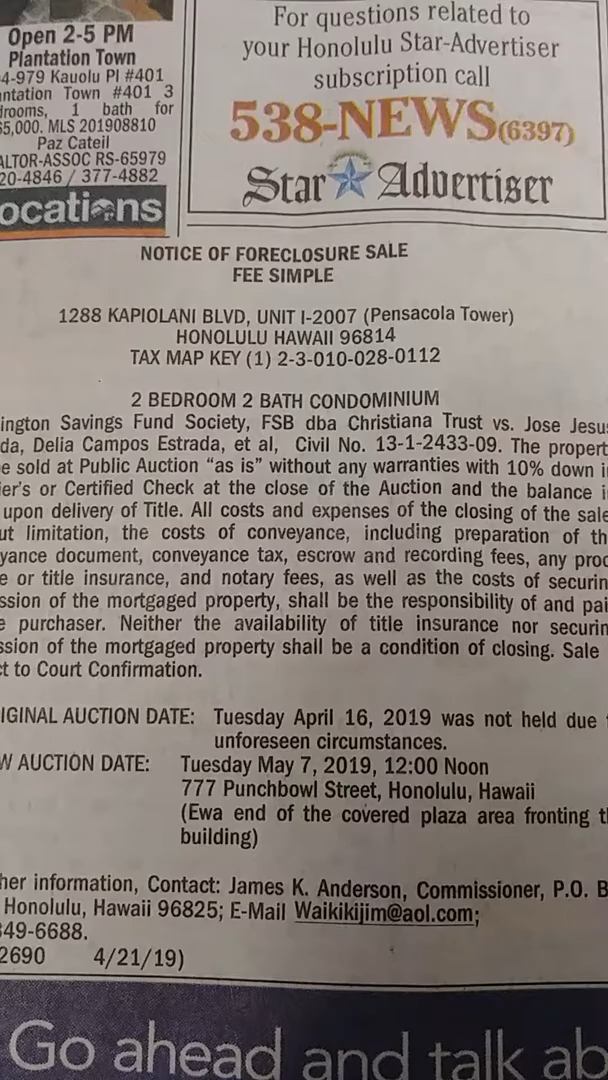 Open 2-5 PM
Plantation Town
4-979 Kauolu Pl #401
ntation Town #401 3
drooms, 1 bath for
5,000. MLS 201908810
Paz Cateil
ALTOR-ASSOC RS-65979
20-4846 / 377-4882
ocations
For questions related to
your Honolulu Star-Advertiser
subscription call
538-NEWS(6397)
Star Advertiser
NOTICE OF FORECLOSURE SALE
FEE SIMPLE
1288 KAPIOLANI BLVD, UNIT I-2007 (Pensacola Tower)
HONOLULU HAWAII 96814
TAX MAP KEY (1) 2-3-010-028-0112
2 BEDROOM 2 BATH CONDOMINIUM
ington Savings Fund Society, FSB dba Christiana Trust vs. Jose Jesus
da, Delia Campos Estrada, et al, Civil No. 13-1-2433-09. The propert
e sold at Public Auction “as is” without any warranties with 10% down i
ier’s or Certified Check at the close of the Auction and the balance i
upon delivery of Title. All costs and expenses of the closing of the sale
ut limitation, the costs of conveyance, including preparation of th
yance document, conveyance tax, escrow and recording fees, any proo
e or title insurance, and notary fees, as well as the costs of securin
ssion of the mortgaged property, shall be the responsibility of and pai
e purchaser. Neither the availability of title insurance nor securin
ssion of the mortgaged property shall be a condition of closing. Sale
ct to Court Confirmation.
IGINAL AUCTION DATE: Tuesday April 16, 2019 was not held due
unforeseen circumstances.
W AUCTION DATE: Tuesday May 7, 2019, 12:00 Noon
777 Punchbowl Street, Honolulu, Hawaii
(Ewa end of the covered plaza area fronting th
building)
her information, Contact: James K. Anderson, Commissioner, P.O. B
Honolulu, Hawaii 96825; E-Mail Waikikijim@aol.com;
349-6688.
2690 4/21/19)
Go ahead and talk ab